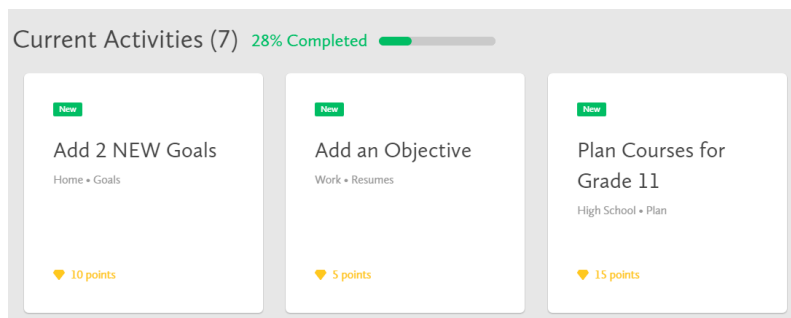 Current Activities (7) 28% Completed
New
Add 2 NEW Goals
Home • Goals
10 points
New
Add an Objective
Work • Resumes
5 points
New
Plan Courses for
Grade 11
High School • Plan
15 points